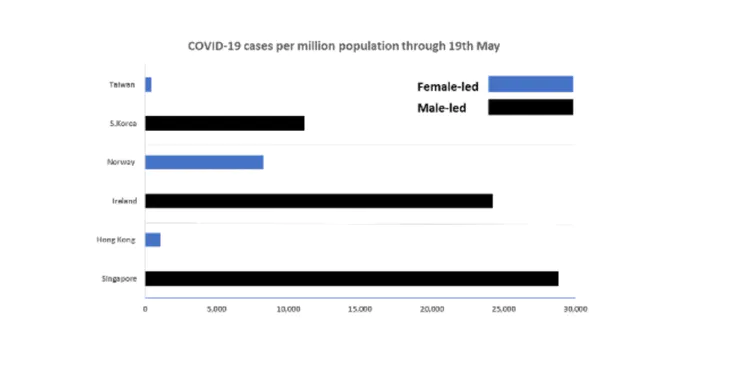 COVID-19 cases per million population through 19th May
Taiwan
Female-led
Male-led
S.Korea
Norway
Ireland
Hong Kong
Singapore
0 5,000 10,000 15,000 20,000 25,000 30,000